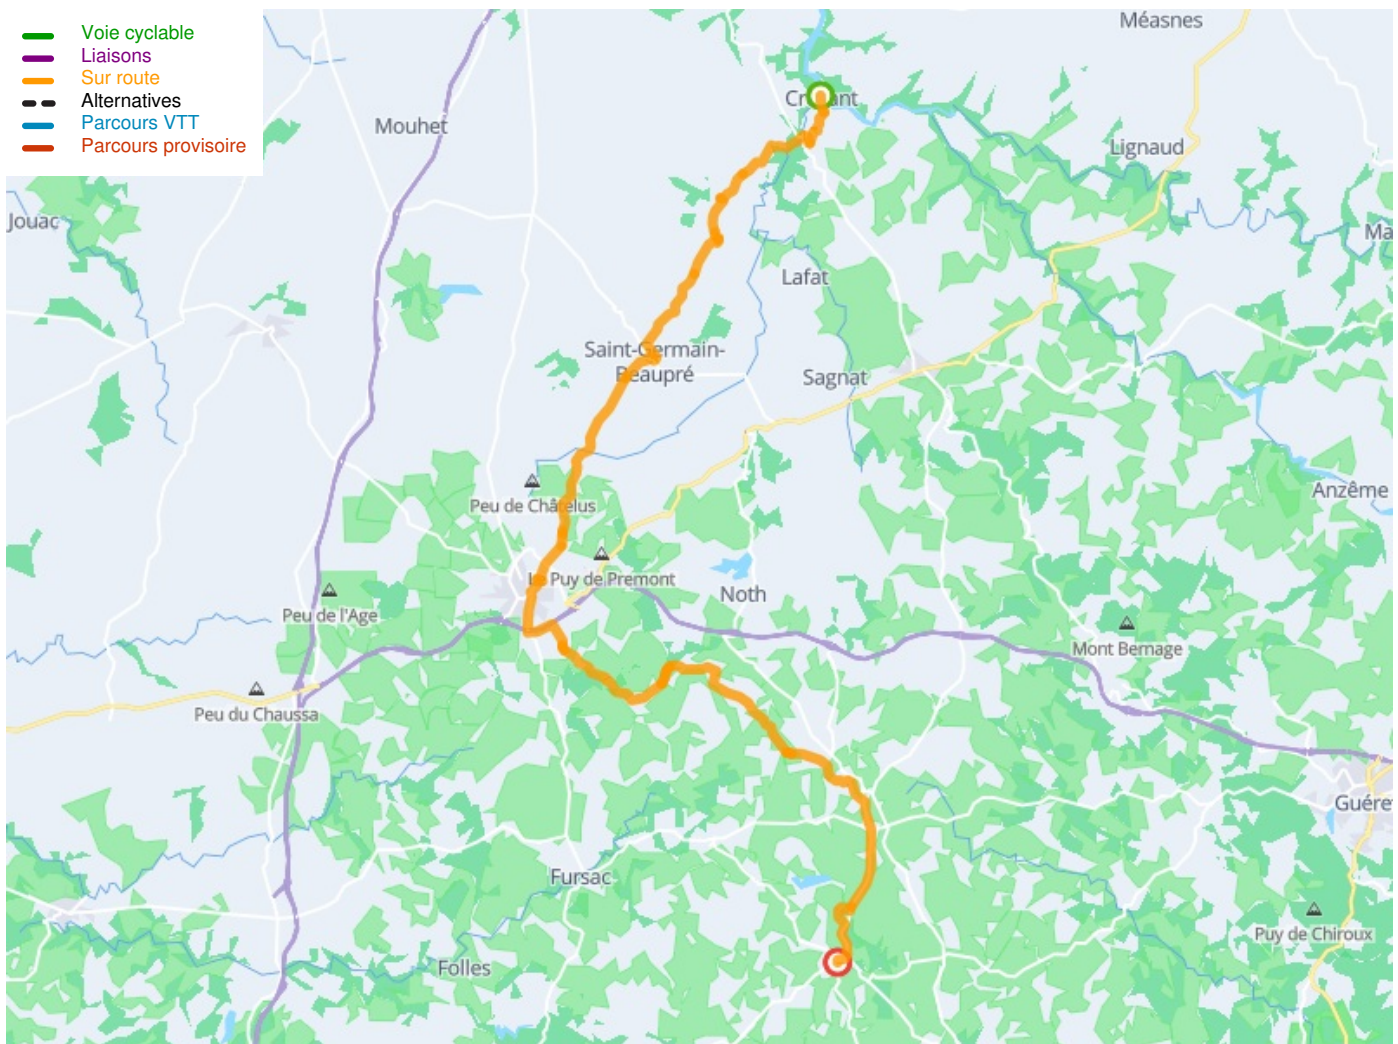 Voie cyclable
Liaisons
Sur route
Alternatives
Parcours VTT
Parcours provisoire
Méasnes
Mouhet
Lignaud
Jouac
Ma
Lafat
Saint-Germain-
Beaupré
Sagnat
Peu de Châtelus
Anzême
Le Puy de Premont
Noth
Peu de l'Age
Mont Bernage
Peu du Chaussa
Guére
Fursac
Puy de Chiroux
Folles